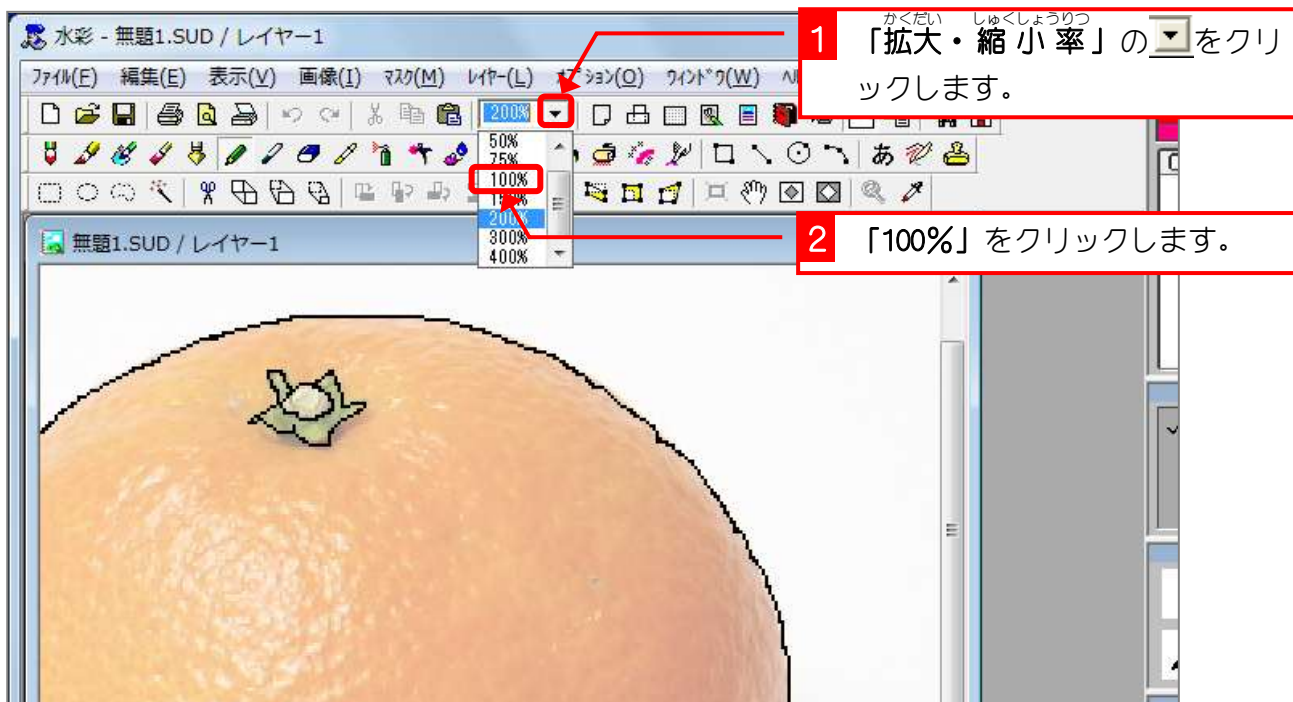 水彩 - 無題1.SUD / レイヤー1
ﾌｧｲﾙ(F) 編集(E) 表示(V) 画像(I) ﾏｽｸ(M) ﾚｲﾔｰ(L) ｼｮﾝ(O) ｳｨﾝﾄﾞｳ(W)
200%
50%
75%
100%
150%
200%
300%
400%
あ
無題1.SUD / レイヤー1
1
かくだい しゅくしょうりつ
「拡大・縮小率」の をクリ
ックします。
2 「100%」をクリックします。